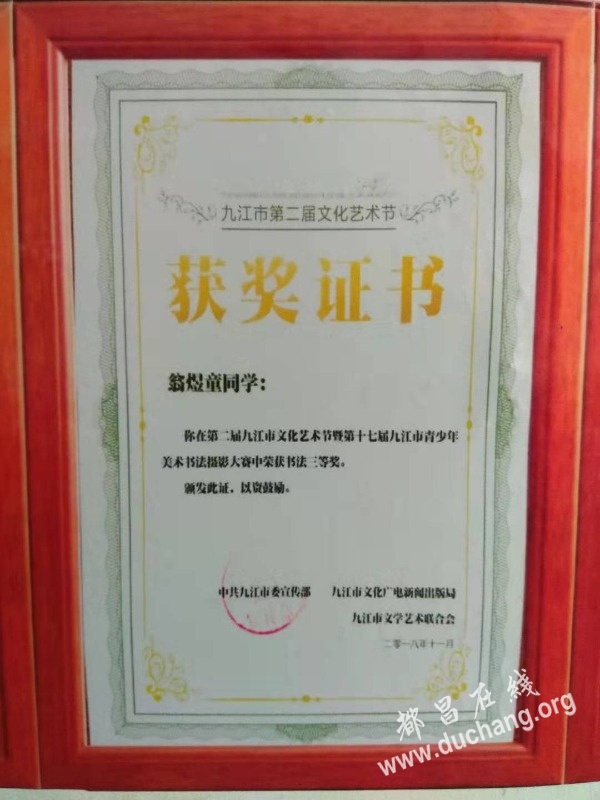 九江市第二届文化艺术节
获奖证书
翁煜童同学：
你在第二届九江市文化艺术节暨第十七届九江市青少年
美术书法摄影大赛中荣获书法三等奖。
颁发此证，以资鼓励。
中共九江市委宣传部 九江市文化广电新闻出版局
九江市文学艺术联合会
二零一八年十一月
都昌在线
www.duchang.org